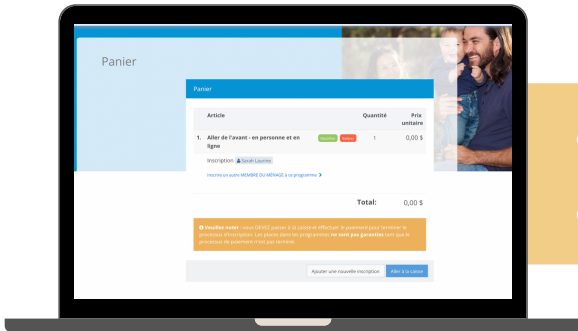 Panier
Panier
Article Quantité Prix
unitaire
1. Aller de l'avant - en personne et en Modifier Retirer 1 0,00 $
ligne
Inscription Sarah Laurins
Inscrire un autre MEMBRE DU MÉNAGE à ce programme
Total: 0,00 $
Veuillez noter : vous DEVEZ passer à la caisse et effectuer le paiement pour terminer le
processus d'inscription. Les places dans les programmes ne sont pas garanties tant que le
processus de paiement n'est pas terminé.
Ajouter une nouvelle inscription Aller à la caisse